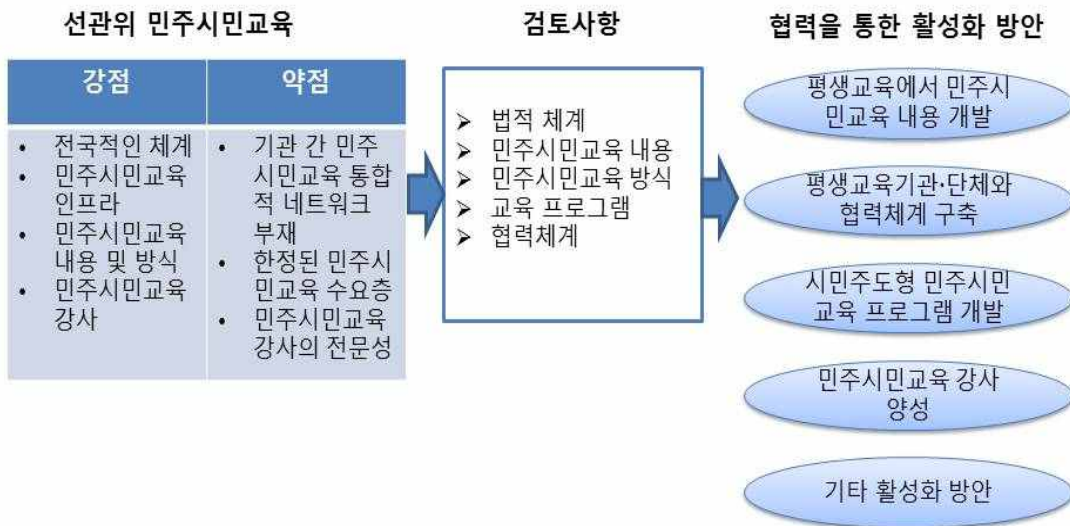 선관위 민주시민교육
강점
• 전국적인 체계
• 민주시민교육
인프라
• 민주시민교육
내용 및 방식
• 민주시민교육
강사
약점
• 기관 간 민주
시민교육 통합
적 네트워크
부재
• 한정된 민주시
민교육 수요층
• 민주시민교육
강사의 전문성
검토사항
➢ 법적 체계
➢ 민주시민교육 내용
➢ 민주시민교육 방식
➢ 교육 프로그램
➢ 협력체계
협력을 통한 활성화 방안
평생교육에서 민주시
민교육 내용 개발
평생교육기관·단체와
협력체계 구축
시민주도형 민주시민
교육 프로그램 개발
민주시민교육 강사
양성
기타 활성화 방안